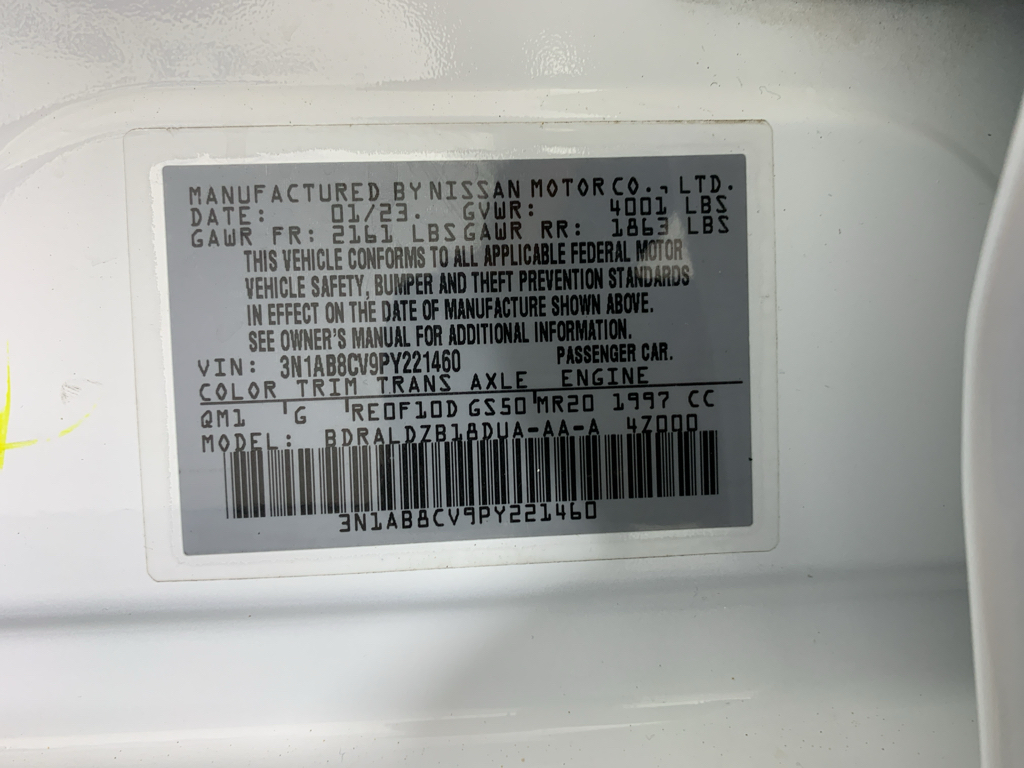 MANUFACTURED BY NISSAN MOTOR CO., LTD.
DATE: 01/23. GVWR: 4001 LBS
GAWR FR: 2161 LBS GAWR RR: 1863 LBS
THIS VEHICLE CONFORMS TO ALL APPLICABLE FEDERAL MOTOR
VEHICLE SAFETY, BUMPER AND THEFT PREVENTION STANDARDS
IN EFFECT ON THE DATE OF MANUFACTURE SHOWN ABOVE.
SEE OWNER'S MANUAL FOR ADDITIONAL INFORMATION.
VIN: 3N1AB8CV9PY221460 PASSENGER CAR.
COLOR TRIM TRANS AXLE ENGINE
QM1 G RE0F10D GS50 MR20 1997 CC
MODEL: BDRALDZB18DUA-AA-A 4Z000
3N1AB8CV9PY221460